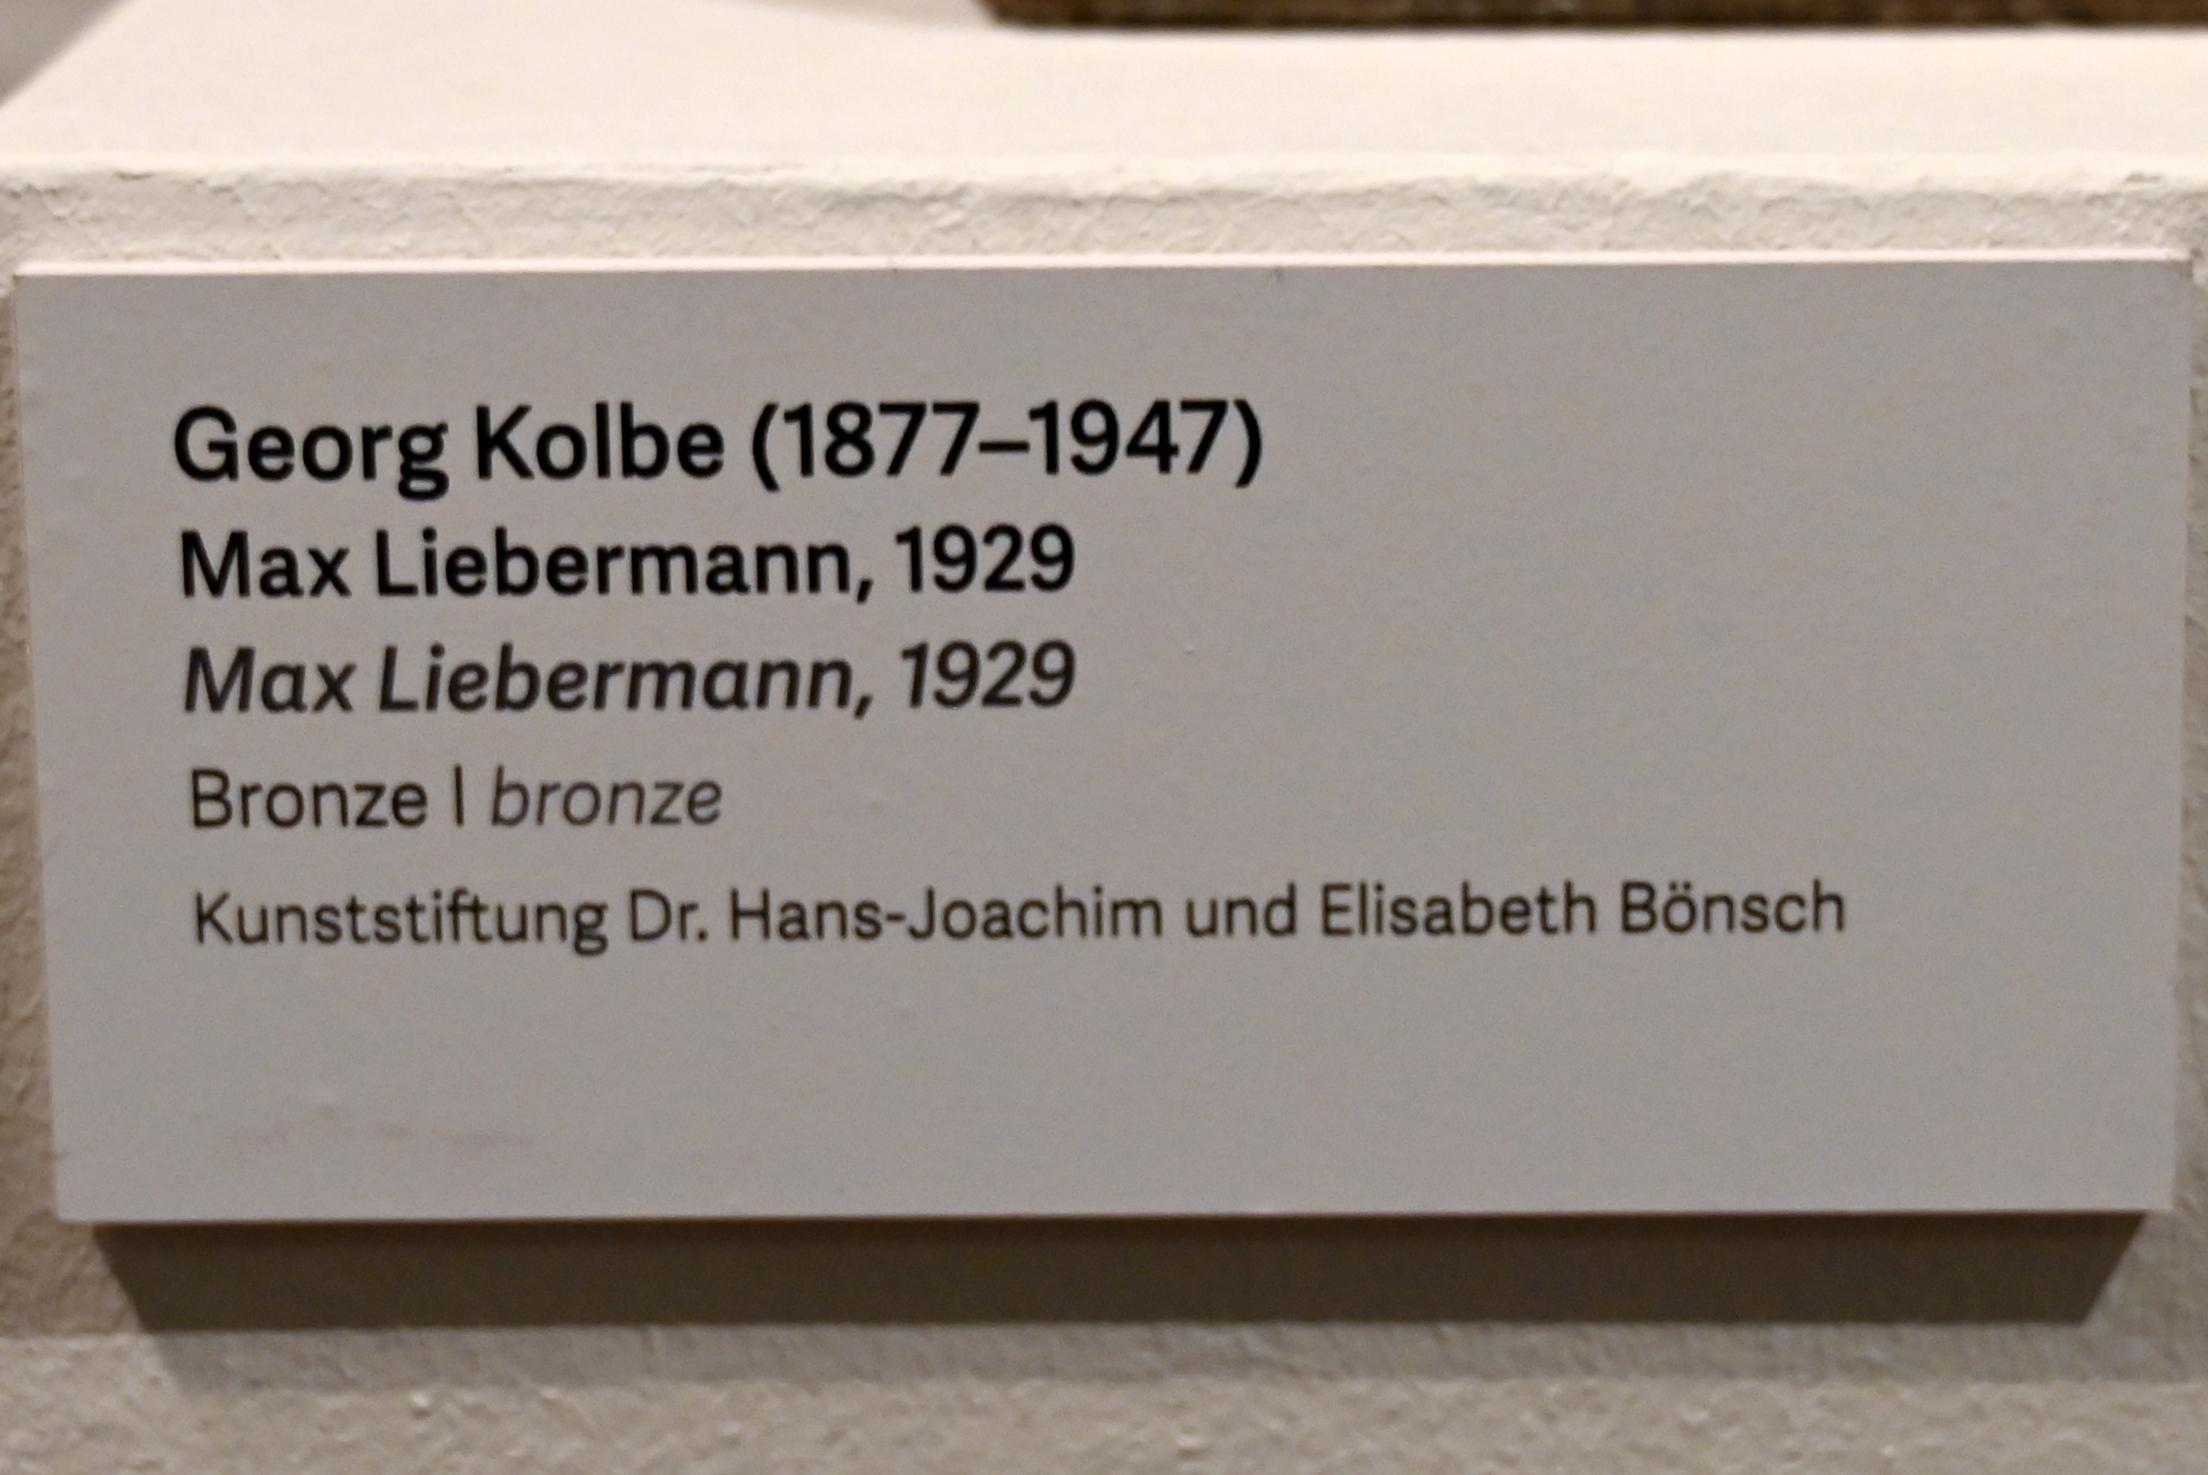 Georg Kolbe (1877–1947)
Max Liebermann, 1929
Max Liebermann, 1929
Bronze | bronze
Kunststiftung Dr. Hans-Joachim und Elisabeth Bönsch